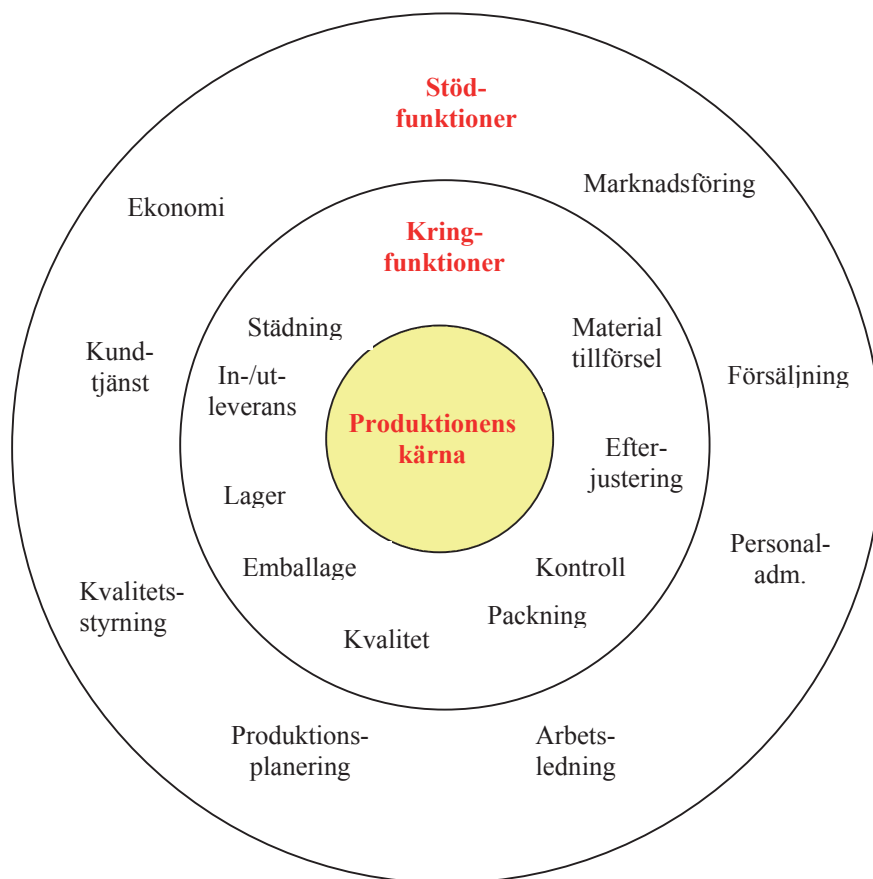 Stöd-
funktioner
Marknadsföring
Ekonomi
Kring-
funktioner
Städning
Material
tillförsel
Kund-
tjänst
In-/ut-
leverans
Försäljning
Produktionens
kärna
Efter-
justering
Lager
Personal-
adm.
Emballage
Kontroll
Kvalitets-
styrning
Packning
Kvalitet
Produktions-
planering
Arbets-
ledning